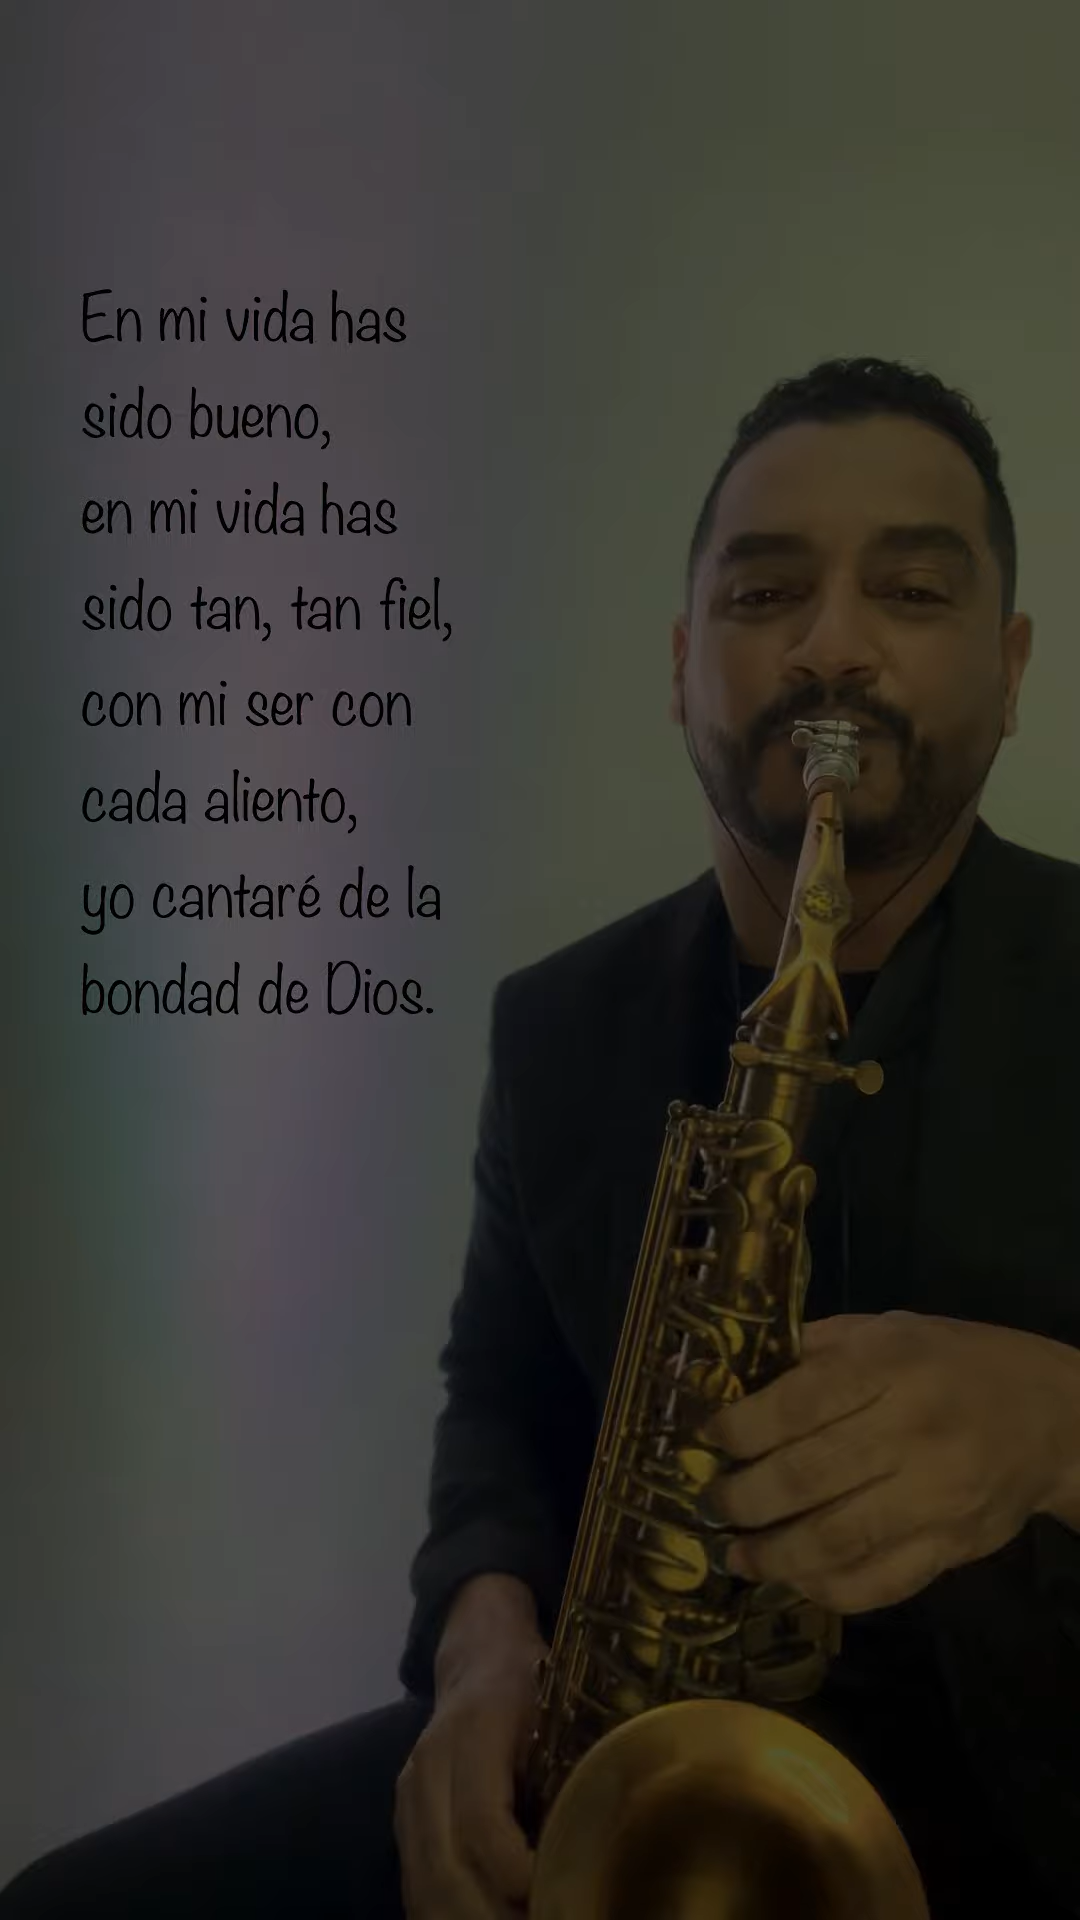 En mi vida has
sido bueno,
en mi vida has
sido tan, tan fiel,
con mi ser con
cada aliento,
yo cantaré de la
bondad de Dios.